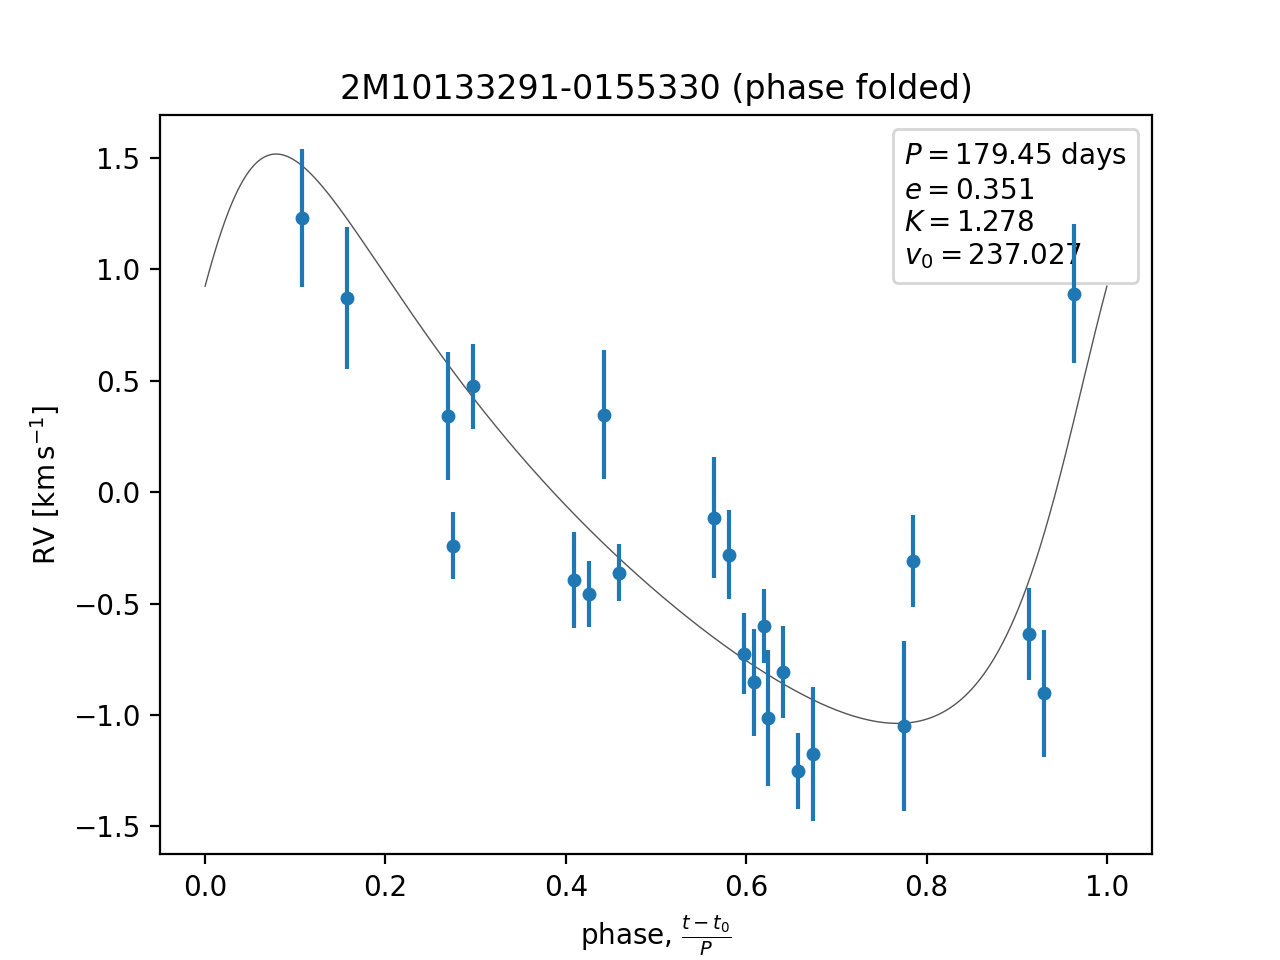 2M10133291-0155330 (phase folded)
P = 179.45 days
e = 0.351
K = 1.278
v₀ = 237.027
RV [km s⁻¹]
1.5
1.0
0.5
0.0
−0.5
−1.0
−1.5
0.0 0.2 0.4 0.6 0.8 1.0
phase, (t − t₀)/P